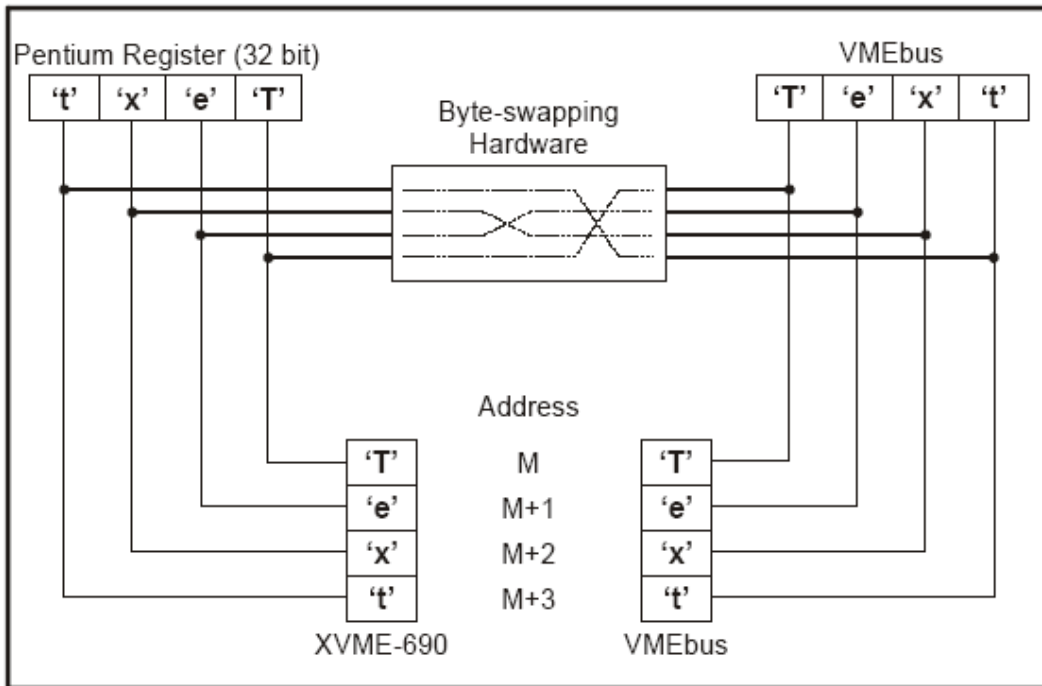 Pentium Register (32 bit)
VMEbus
‘t’ ‘x’ ‘e’ ‘T’
‘T’ ‘e’ ‘x’ ‘t’
Byte-swapping
Hardware
Address
‘T’ M ‘T’
‘e’ M+1 ‘e’
‘x’ M+2 ‘x’
‘t’ M+3 ‘t’
XVME-690
VMEbus